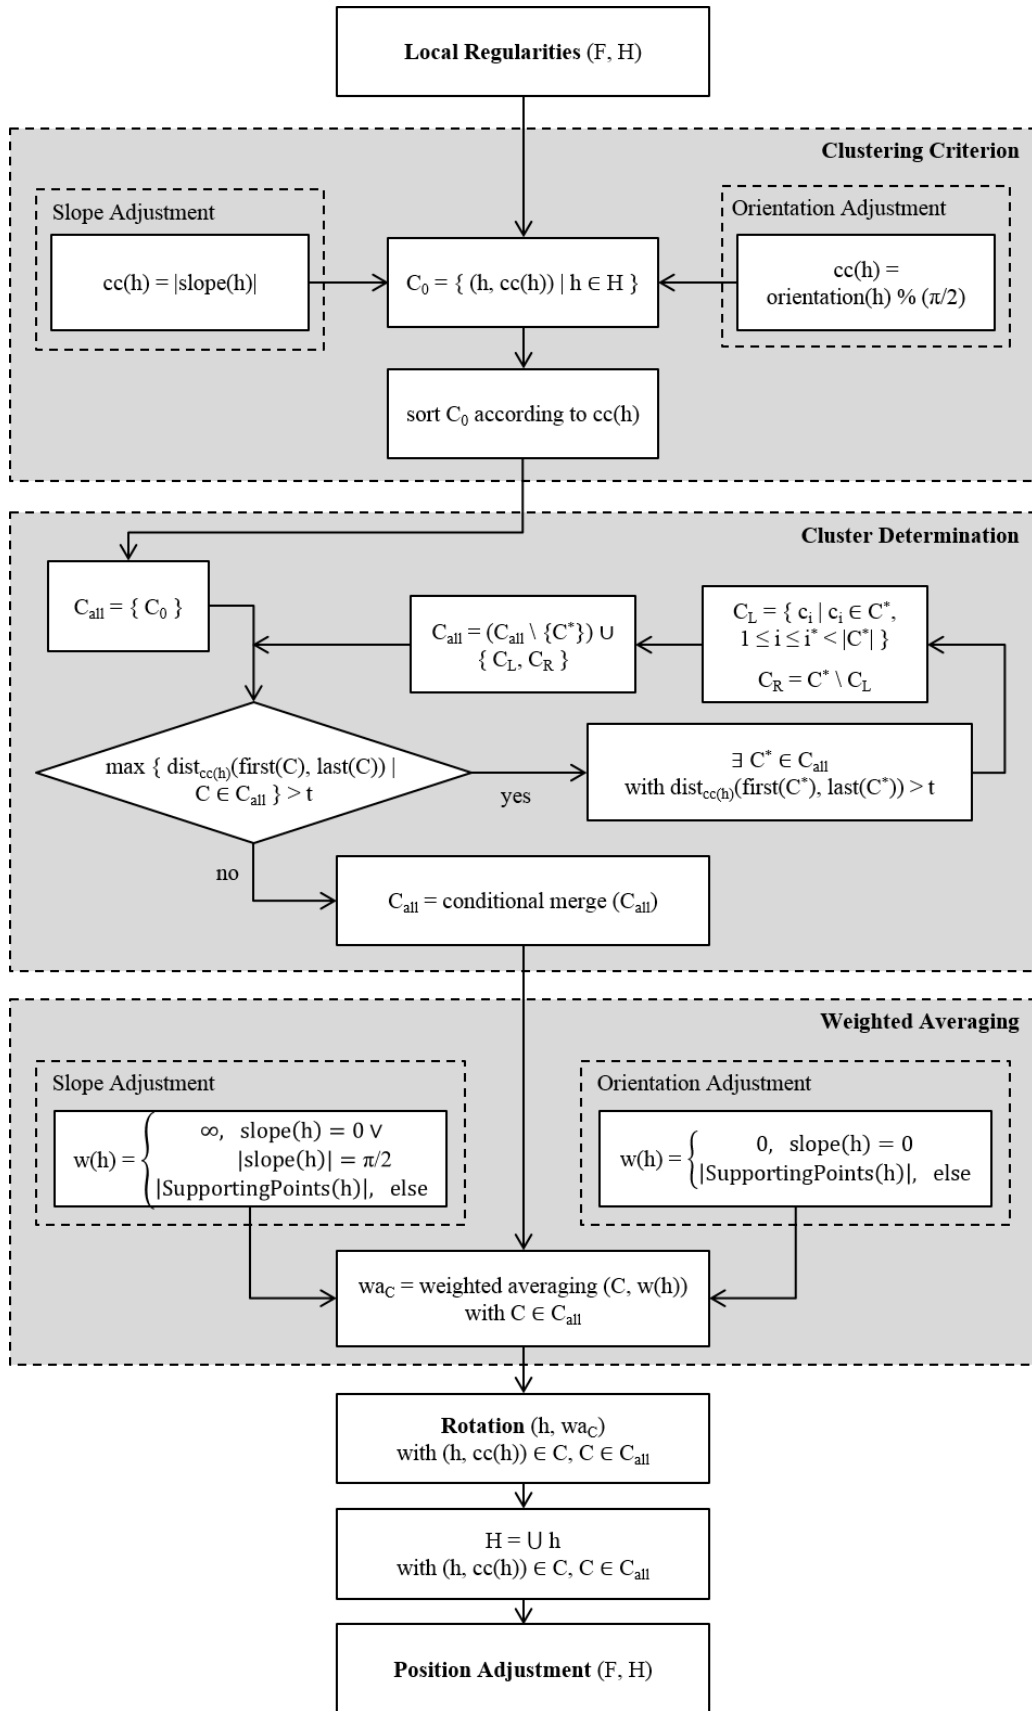 Local Regularities (F, H)
Clustering Criterion
Slope Adjustment
cc(h) = |slope(h)|
C₀ = { (h, cc(h)) | h ∈ H }
Orientation Adjustment
cc(h) =
orientation(h) % (π/2)
sort C₀ according to cc(h)
Cluster Determination
C_all = { C₀ }
C_all = (C_all \ {C*}) ∪
{ C_L, C_R }
C_L = { c_i | c_i ∈ C*,
1 ≤ i ≤ i* < |C*| }
C_R = C* \ C_L
max { dist_cc(h)(first(C), last(C)) |
C ∈ C_all } > t
yes
∃ C* ∈ C_all
with dist_cc(h)(first(C*), last(C*)) > t
no
C_all = conditional merge (C_all)
Weighted Averaging
Slope Adjustment
w(h) = { ∞, slope(h) = 0 ∨
|slope(h)| = π/2
|SupportingPoints(h)|, else
Orientation Adjustment
w(h) = { 0, slope(h) = 0
|SupportingPoints(h)|, else
wa_C = weighted averaging (C, w(h))
with C ∈ C_all
Rotation (h, wa_C)
with (h, cc(h)) ∈ C, C ∈ C_all
H = ∪ h
with (h, cc(h)) ∈ C, C ∈ C_all
Position Adjustment (F, H)